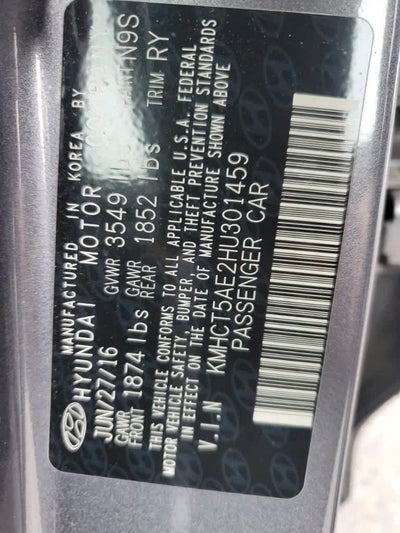 MANUFACTURED IN KOREA BY
HYUNDAI MOTOR
JUN/27/16 GVWR 3549 lbs N9S
GAWR FRONT 1874 lbs GAWR REAR 1852 lbs TRIM RY
THIS VEHICLE CONFORMS TO ALL APPLICABLE U.S.A. FEDERAL
MOTOR VEHICLE SAFETY, BUMPER, AND THEFT PREVENTION STANDARDS
IN EFFECT ON THE DATE OF MANUFACTURE SHOWN ABOVE
V.I.N KMHCT5AE2HU301459
PASSENGER CAR